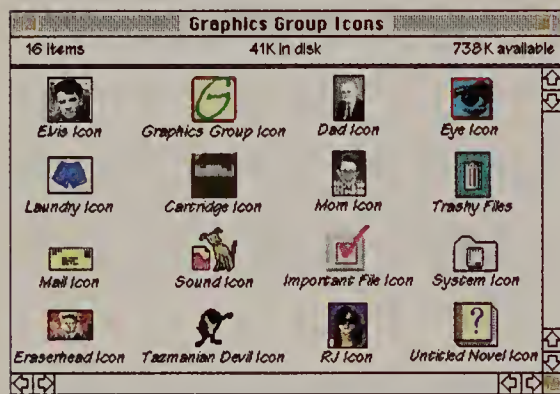 Graphics Group Icons
16 items 41K in disk 738K available
Elvis Icon Graphics Group Icon Dad Icon Eye Icon
Laundry Icon Cartridge Icon Mom Icon Trashy Files
Mail Icon Sound Icon Important File Icon System Icon
Eraserhead Icon Tazmanian Devil Icon RJ Icon Untitled Novel Icon